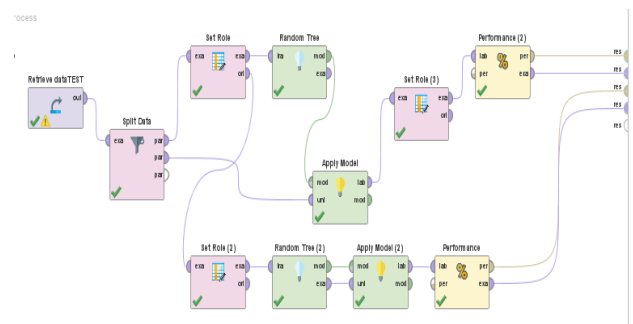 rocess
Set Role
exa
exa
ori
Random Tree
tra
mod
exa
Performance (2)
lab
per
per
exa
res
res
res
res
res
Retrieve dataTEST
out
Split Data
exa
par
par
par
Set Role (3)
exa
exa
ori
Apply Model
mod
lab
unl
mod
Set Role (2)
exa
exa
ori
Random Tree (2)
tra
mod
exa
Apply Model (2)
mod
lab
unl
mod
Performance
lab
per
per
exa